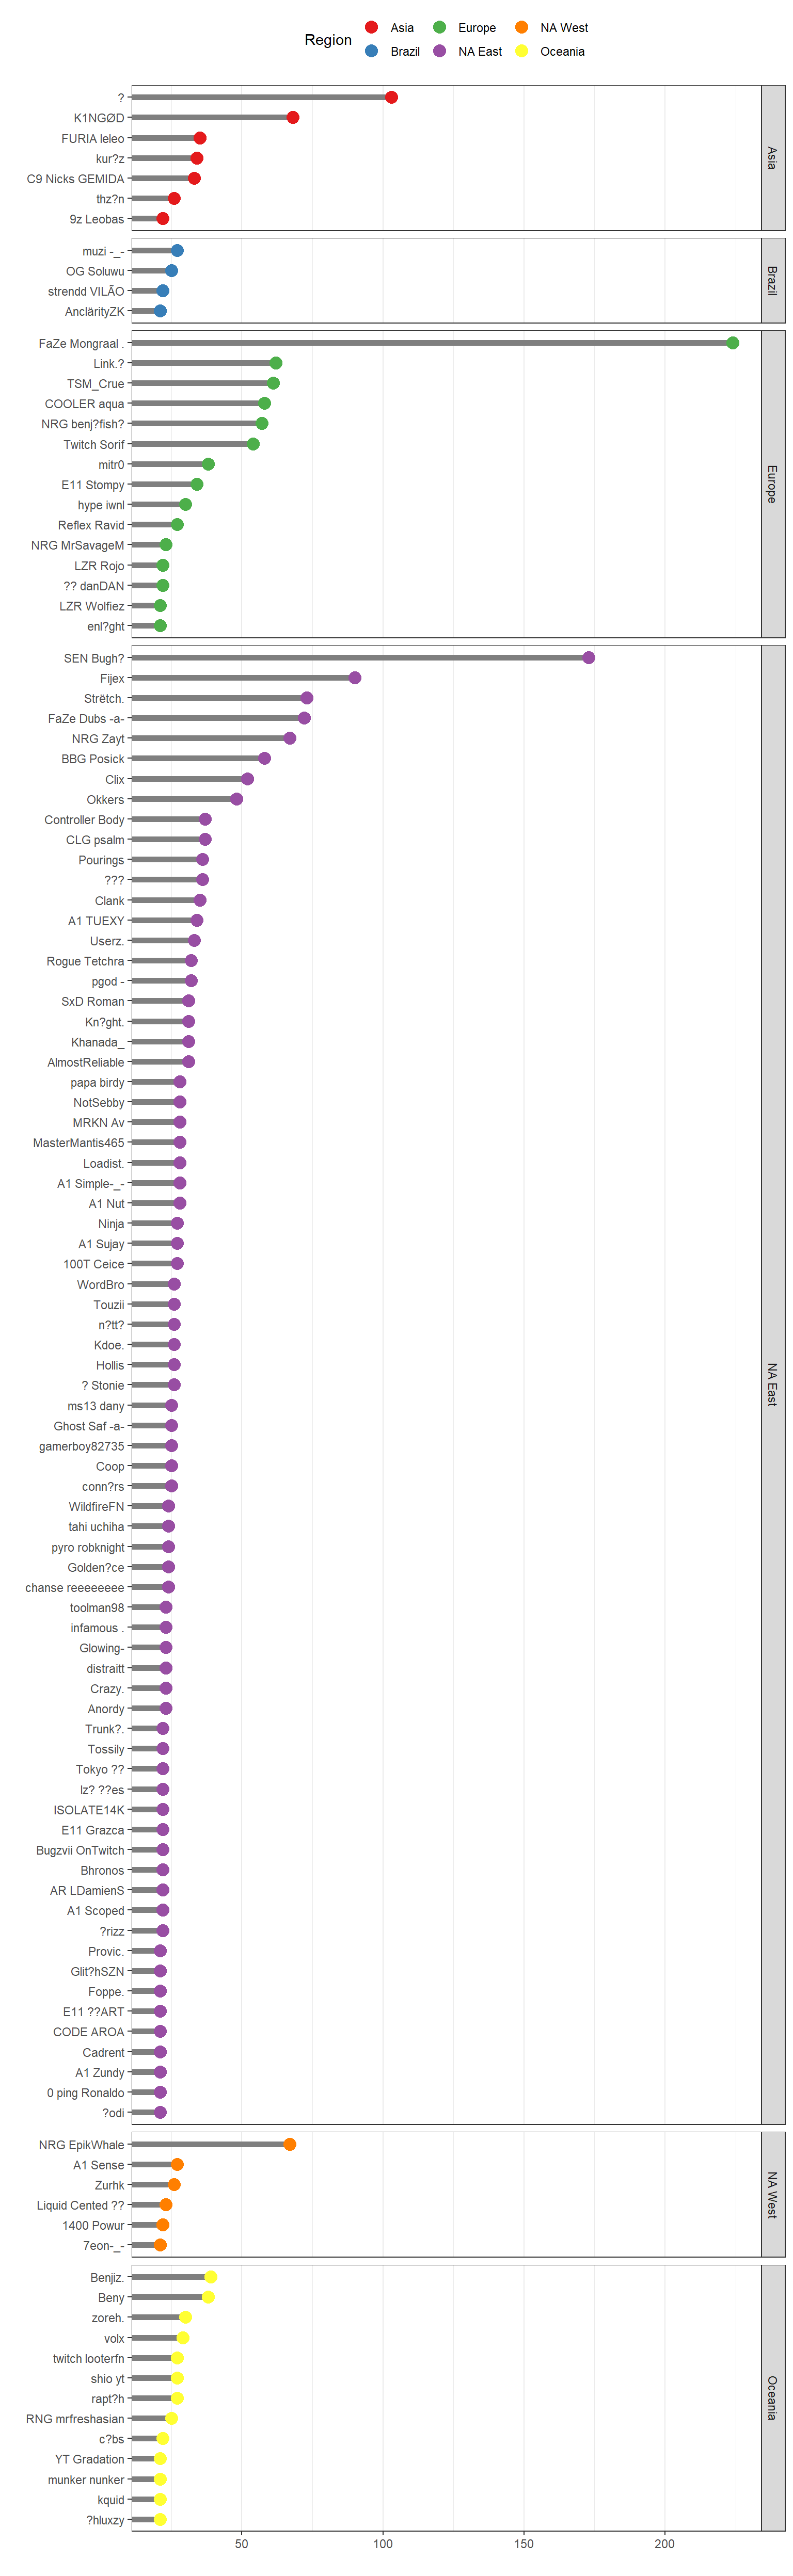 Region
Asia
Europe
NA West
Brazil
NA East
Oceania
?
K1NGØD
FURIA leleo
kur?z
C9 Nicks GEMIDA
thz?n
9z Leobas
Asia
muzi -_-
OG Soluwu
strendd VILÃO
AnclärityZK
Brazil
FaZe Mongraal .
Link.?
TSM_Crue
COOLER aqua
NRG benj?fish?
Twitch Sorif
mitr0
E11 Stompy
hype iwnl
Reflex Ravid
NRG MrSavageM
LZR Rojo
?? danDAN
LZR Wolfiez
enl?ght
Europe
SEN Bugh?
Fijex
Strëtch.
FaZe Dubs -a-
NRG Zayt
BBG Posick
Clix
Okkers
Controller Body
CLG psalm
Pourings
???
Clank
A1 TUEXY
Userz.
Rogue Tetchra
pgod -
SxD Roman
Kn?ght.
Khanada_
AlmostReliable
papa birdy
NotSebby
MRKN Av
MasterMantis465
Loadist.
A1 Simple-_-
A1 Nut
Ninja
A1 Sujay
100T Ceice
WordBro
Touzii
n?tt?
Kdoe.
Hollis
? Stonie
ms13 dany
Ghost Saf -a-
gamerboy82735
Coop
conn?rs
WildfireFN
tahi uchiha
pyro robknight
Golden?ce
chanse reeeeeeee
toolman98
infamous .
Glowing-
distraitt
Crazy.
Anordy
Trunk?.
Tossily
Tokyo ??
lz? ??es
ISOLATE14K
E11 Grazca
Bugzvii OnTwitch
Bhronos
AR LDamienS
A1 Scoped
?rizz
Provic.
Glit?hSZN
Foppe.
E11 ??ART
CODE AROA
Cadrent
A1 Zundy
0 ping Ronaldo
?odi
NA East
NRG EpikWhale
A1 Sense
Zurhk
Liquid Cented ??
1400 Powur
7eon-_-
NA West
Benjiz.
Beny
zoreh.
volx
twitch looterfn
shio yt
rapt?h
RNG mrfreshasian
c?bs
YT Gradation
munker nunker
kquid
?hluxzy
Oceania
50
100
150
200